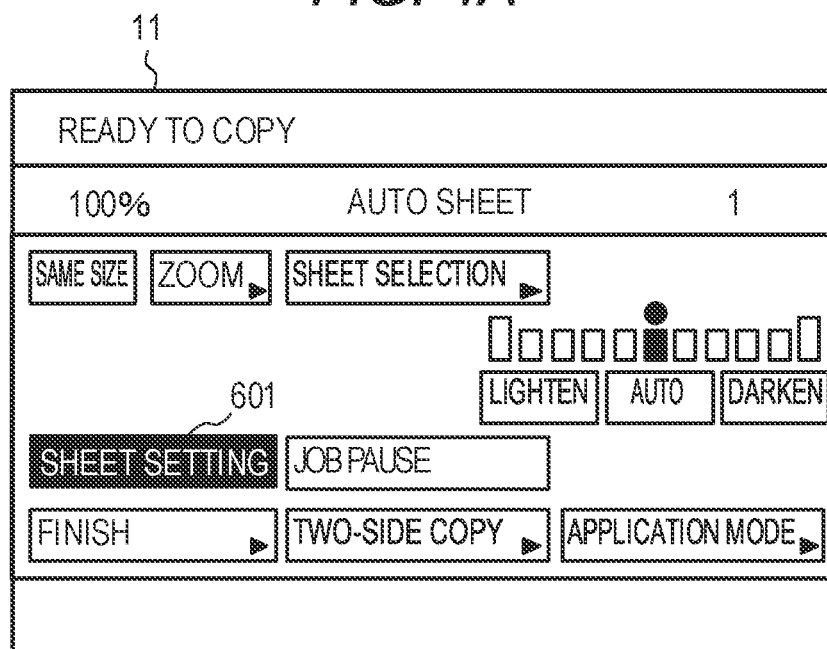 11
READY TO COPY
100% AUTO SHEET 1
SAME SIZE ZOOM SHEET SELECTION
LIGHTEN AUTO DARKEN
601
SHEET SETTING JOB PAUSE
FINISH TWO-SIDE COPY APPLICATION MODE